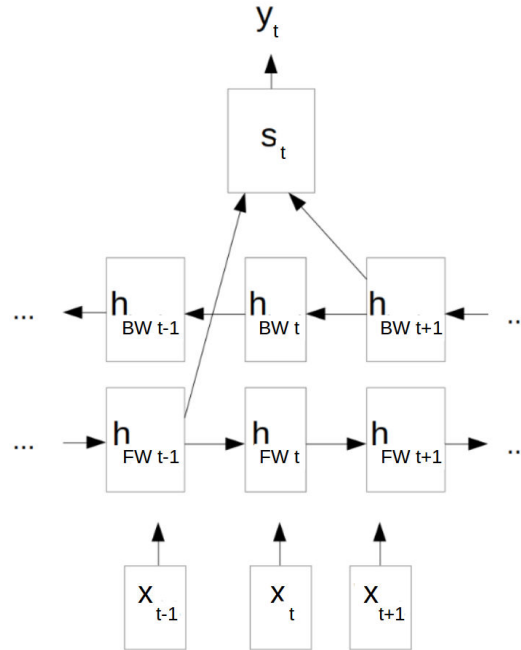 y t
s t
... h BW t-1 h BW t h BW t+1 ..
... h FW t-1 h FW t h FW t+1 ..
x t-1 x t x t+1